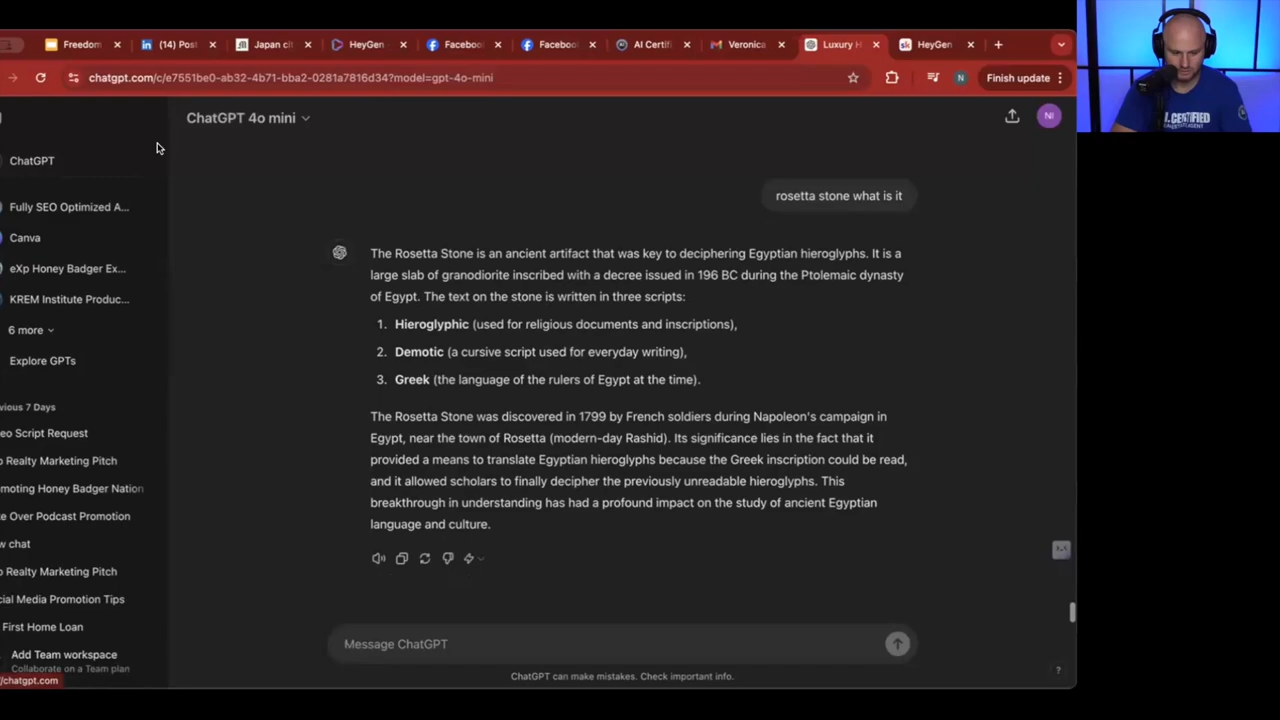 Freedom
(14) Post
Japan ci
HeyGen
Faceboo
Faceboo
AI Certifi
Veronica
Luxury H
HeyGen
chatgpt.com/c/e7551be0-ab32-4b71-bba2-0281a7816d34?model=gpt-4o-mini
N
Finish update
ChatGPT 4o mini
NI
I. CERTIFIED
ChatGPT
Fully SEO Optimized A...
Canva
eXp Honey Badger Ex...
KREM Institute Produc...
6 more
Explore GPTs
vious 7 Days
eo Script Request
o Realty Marketing Pitch
moting Honey Badger Nation
te Over Podcast Promotion
w chat
o Realty Marketing Pitch
cial Media Promotion Tips
First Home Loan
Add Team workspace
Collaborate on a Team plan
/chatgpt.com
rosetta stone what is it
The Rosetta Stone is an ancient artifact that was key to deciphering Egyptian hieroglyphs. It is a
large slab of granodiorite inscribed with a decree issued in 196 BC during the Ptolemaic dynasty
of Egypt. The text on the stone is written in three scripts:
1. Hieroglyphic (used for religious documents and inscriptions),
2. Demotic (a cursive script used for everyday writing),
3. Greek (the language of the rulers of Egypt at the time).
The Rosetta Stone was discovered in 1799 by French soldiers during Napoleon's campaign in
Egypt, near the town of Rosetta (modern-day Rashid). Its significance lies in the fact that it
provided a means to translate Egyptian hieroglyphs because the Greek inscription could be read,
and it allowed scholars to finally decipher the previously unreadable hieroglyphs. This
breakthrough in understanding has had a profound impact on the study of ancient Egyptian
language and culture.
Message ChatGPT
ChatGPT can make mistakes. Check important info.
?